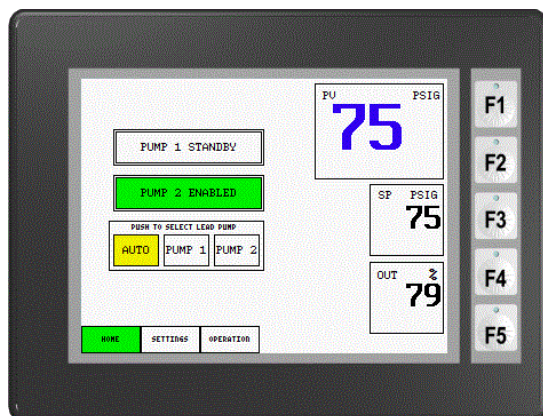 PUMP 1 STANDBY
PUMP 2 ENABLED
PUSH TO SELECT LEAD PUMP
AUTO PUMP 1 PUMP 2
HOME SETTINGS OPERATION
PV PSIG
75
SP PSIG
75
OUT %
79
F1
F2
F3
F4
F5